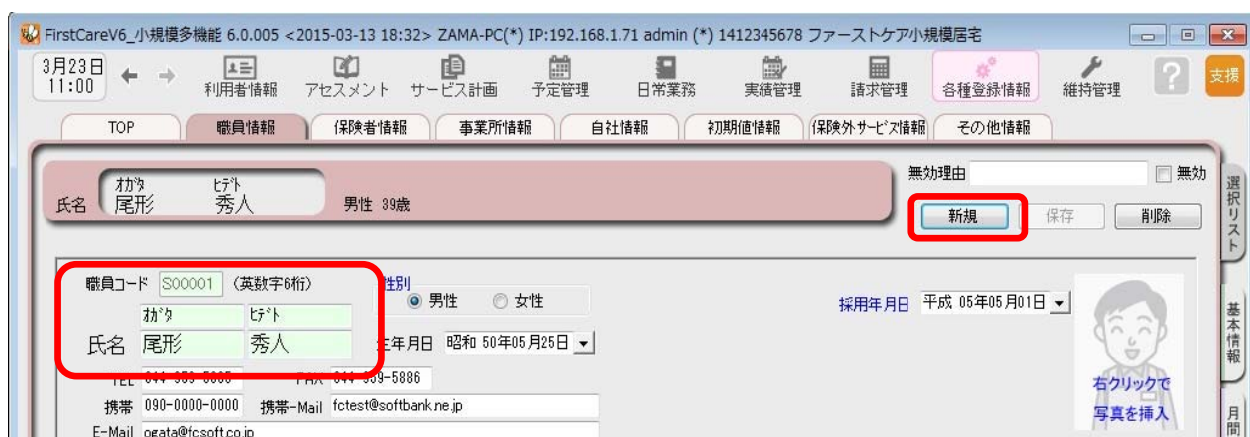 FirstCareV6_小規模多機能 6.0.005 <2015-03-13 18:32> ZAMA-PC(*) IP:192.168.1.71 admin (*) 1412345678 ファーストケア小規模居宅
3月23日
11:00
利用者情報 アセスメント サービス計画 予定管理 日常業務 実績管理 請求管理 各種登録情報 維持管理 ? 支援
TOP 職員情報 保険者情報 事業所情報 自社情報 初期値情報 保険外サービス情報 その他情報
無効理由 無効
オガタ ヒデト
氏名 尾形 秀人 男性 39歳
新規 保存 削除
選択リスト
職員コード S00001 (英数字6桁) 性別
男性 女性
採用年月日 平成 05年05月01日
オガタ ヒデト
氏名 尾形 秀人 生年月日 昭和 50年05月25日
基本情報
TEL FAX
携帯 090-0000-0000 携帯-Mail fctest@softbank.ne.jp
右クリックで
写真を挿入
E-Mail ogata@fcsoft.co.jp
月間